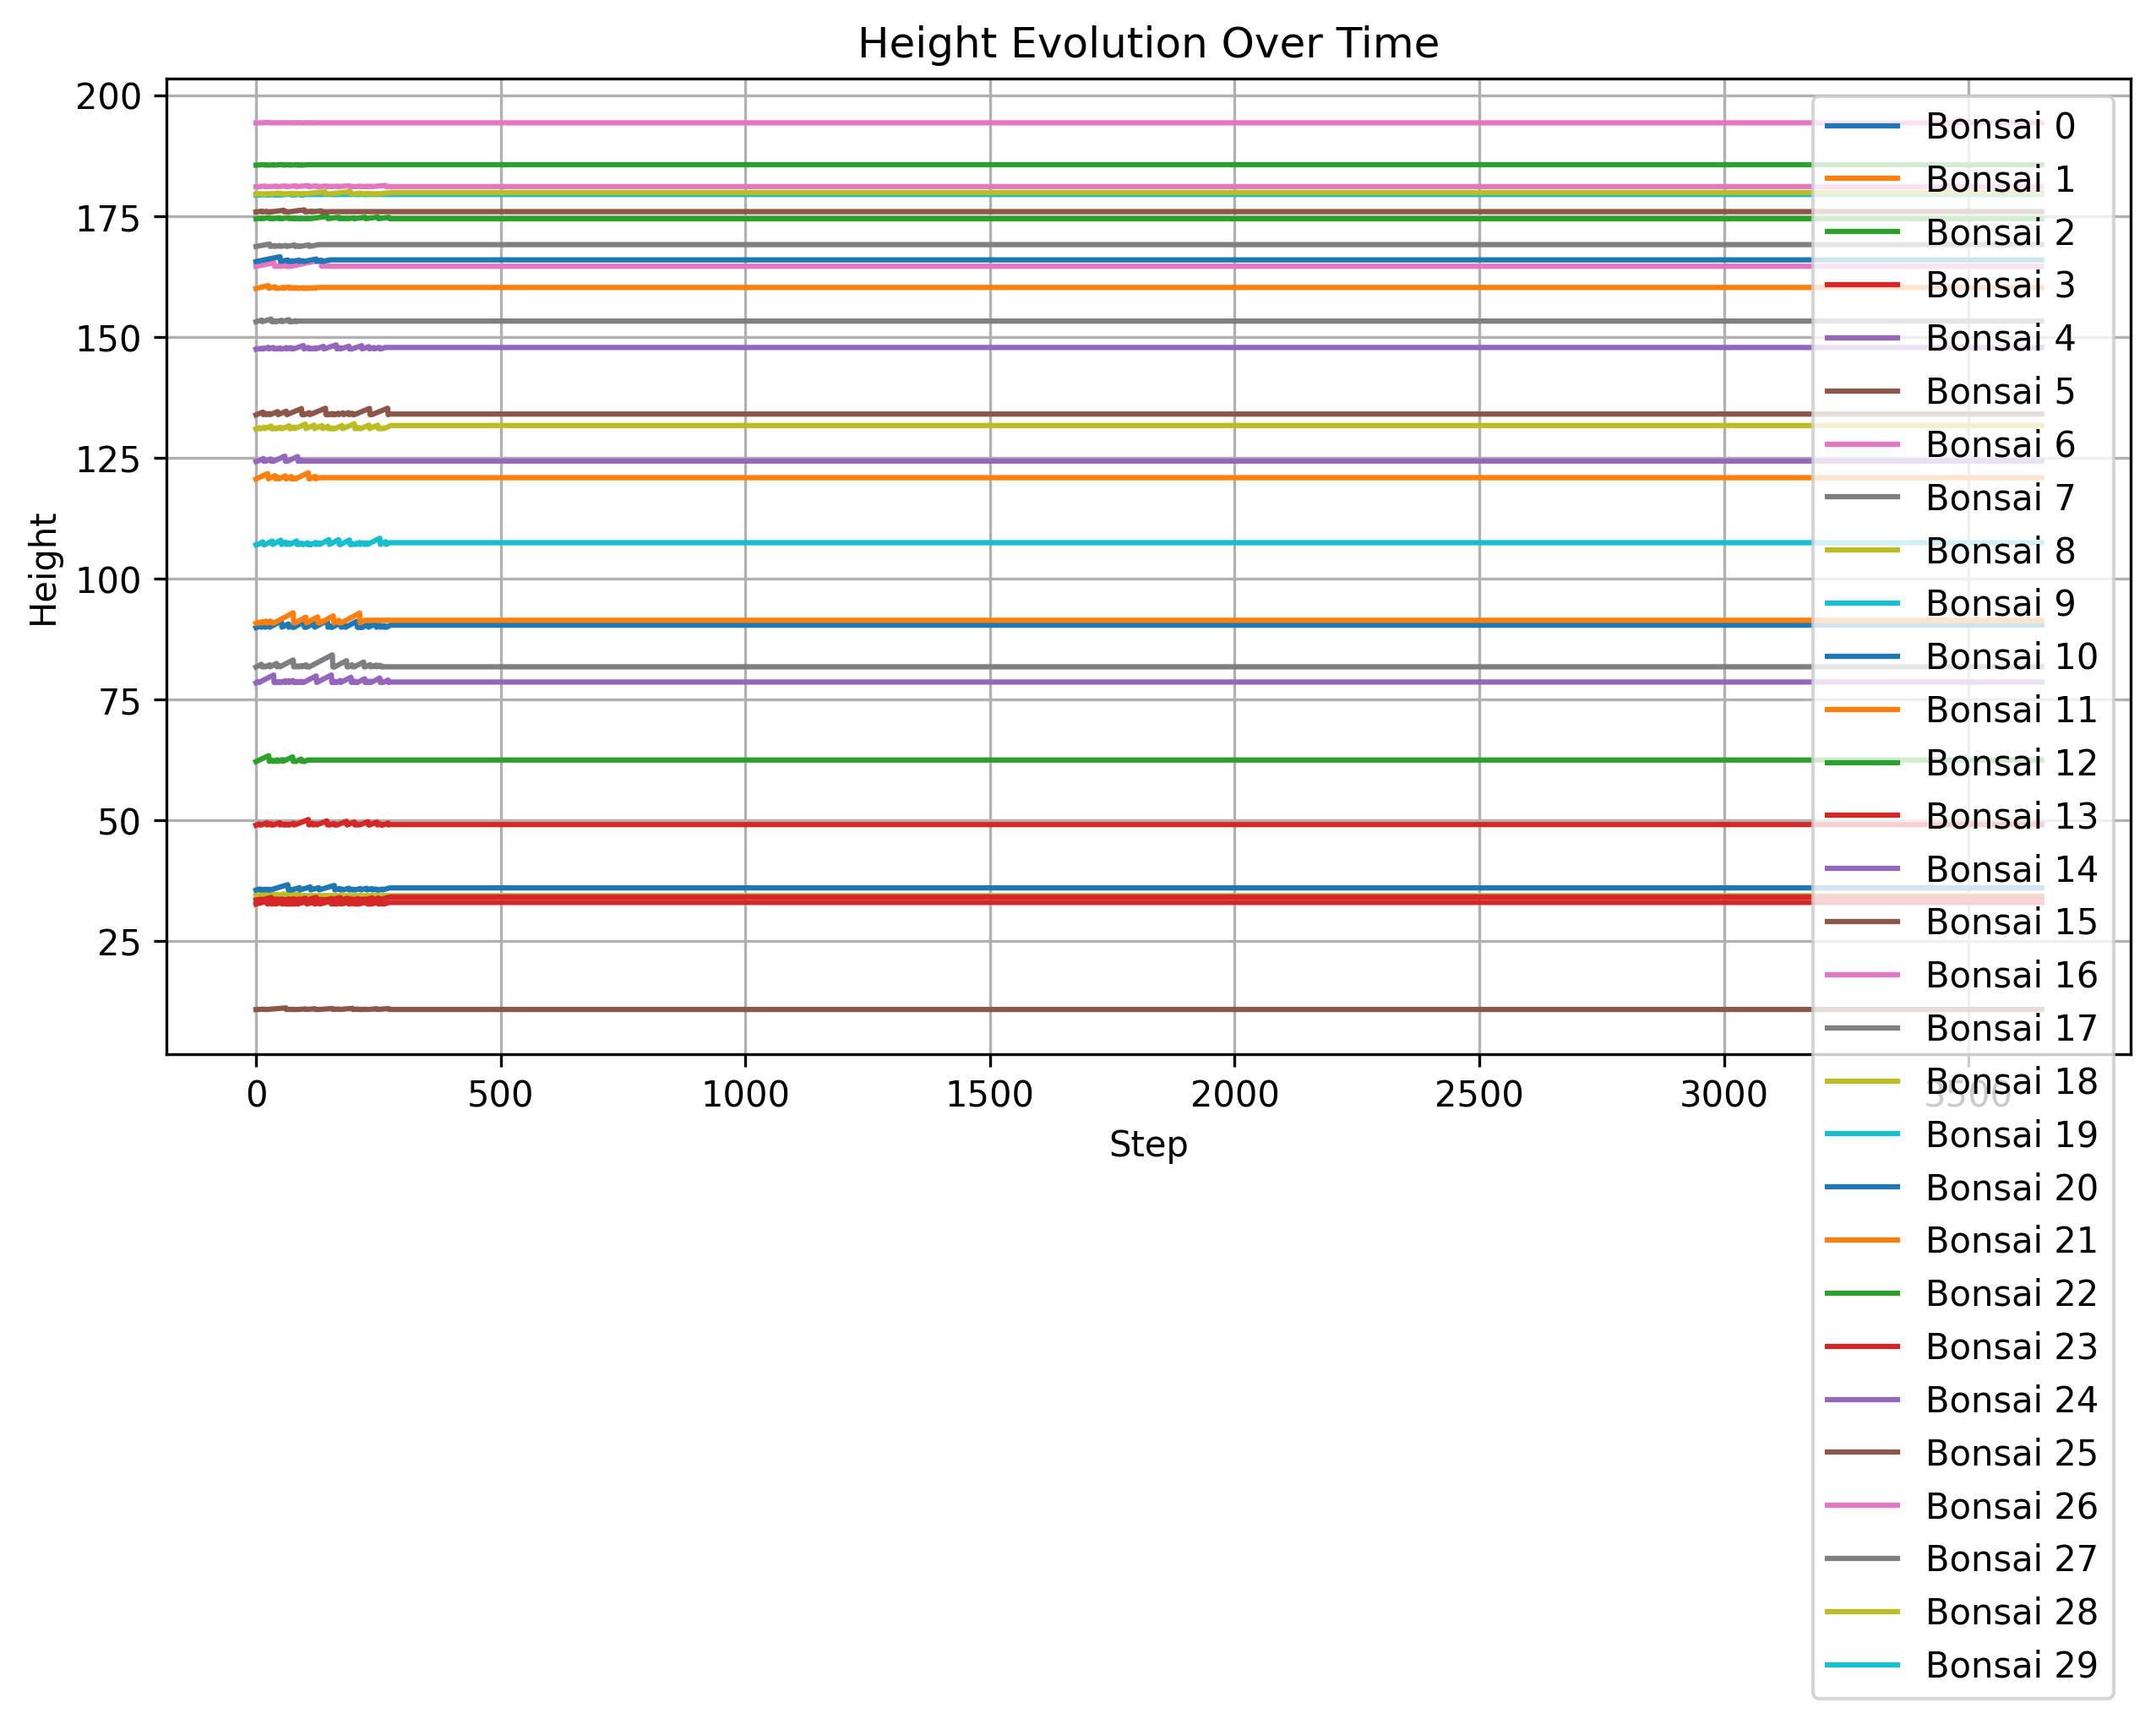 Height Evolution Over Time
Height
200
175
150
125
100
75
50
25
0
500
1000
1500
2000
2500
3000
3500
Step
Bonsai 0
Bonsai 1
Bonsai 2
Bonsai 3
Bonsai 4
Bonsai 5
Bonsai 6
Bonsai 7
Bonsai 8
Bonsai 9
Bonsai 10
Bonsai 11
Bonsai 12
Bonsai 13
Bonsai 14
Bonsai 15
Bonsai 16
Bonsai 17
Bonsai 18
Bonsai 19
Bonsai 20
Bonsai 21
Bonsai 22
Bonsai 23
Bonsai 24
Bonsai 25
Bonsai 26
Bonsai 27
Bonsai 28
Bonsai 29